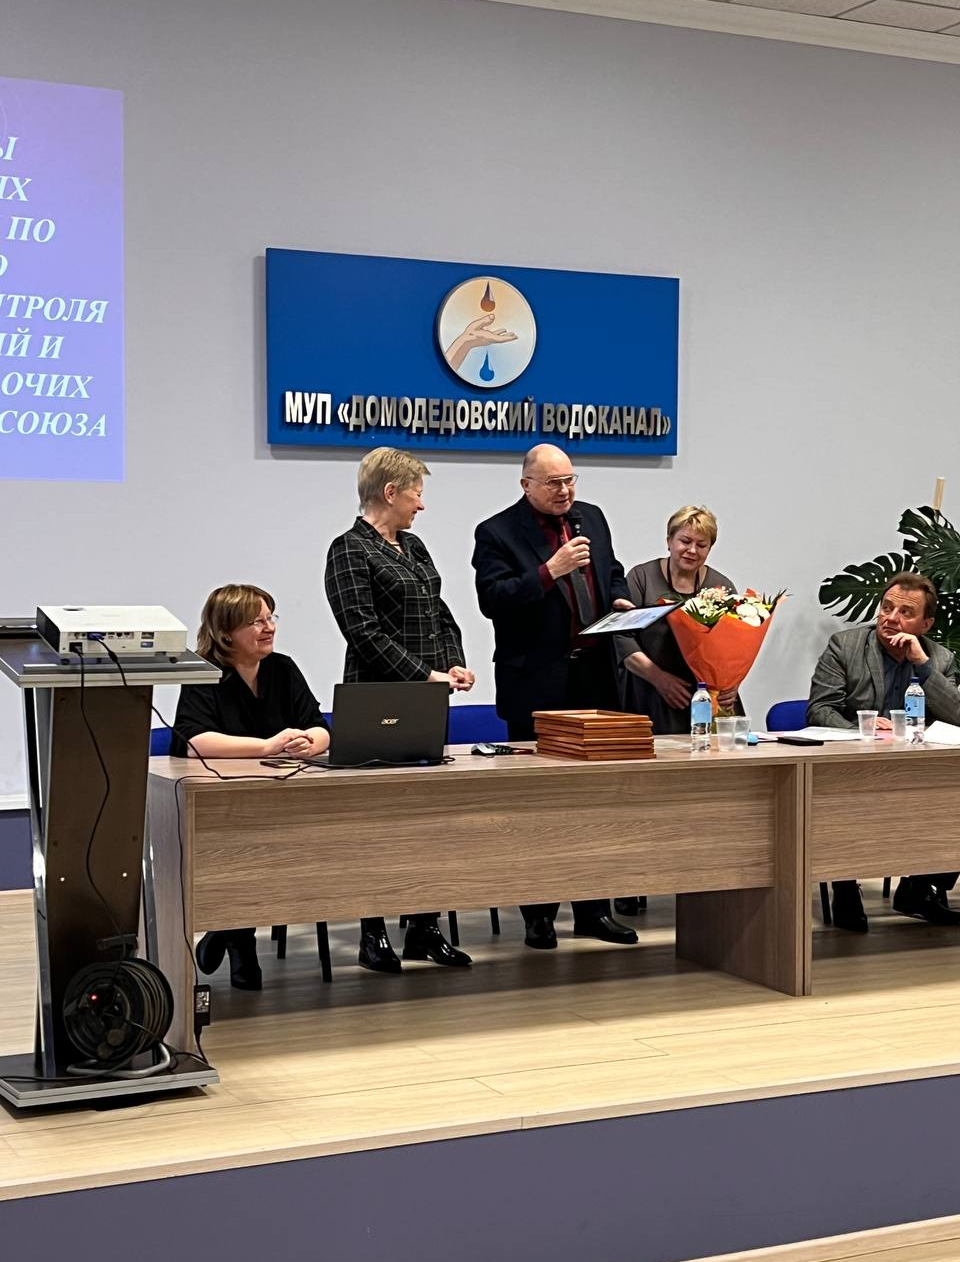 Ы
ИХ
ПО
О
НТРОЛЯ
ИЙ И
ОЧИХ
СОЮЗА
МУП «ДОМОДЕДОВСКИЙ ВОДОКАНАЛ»
acer